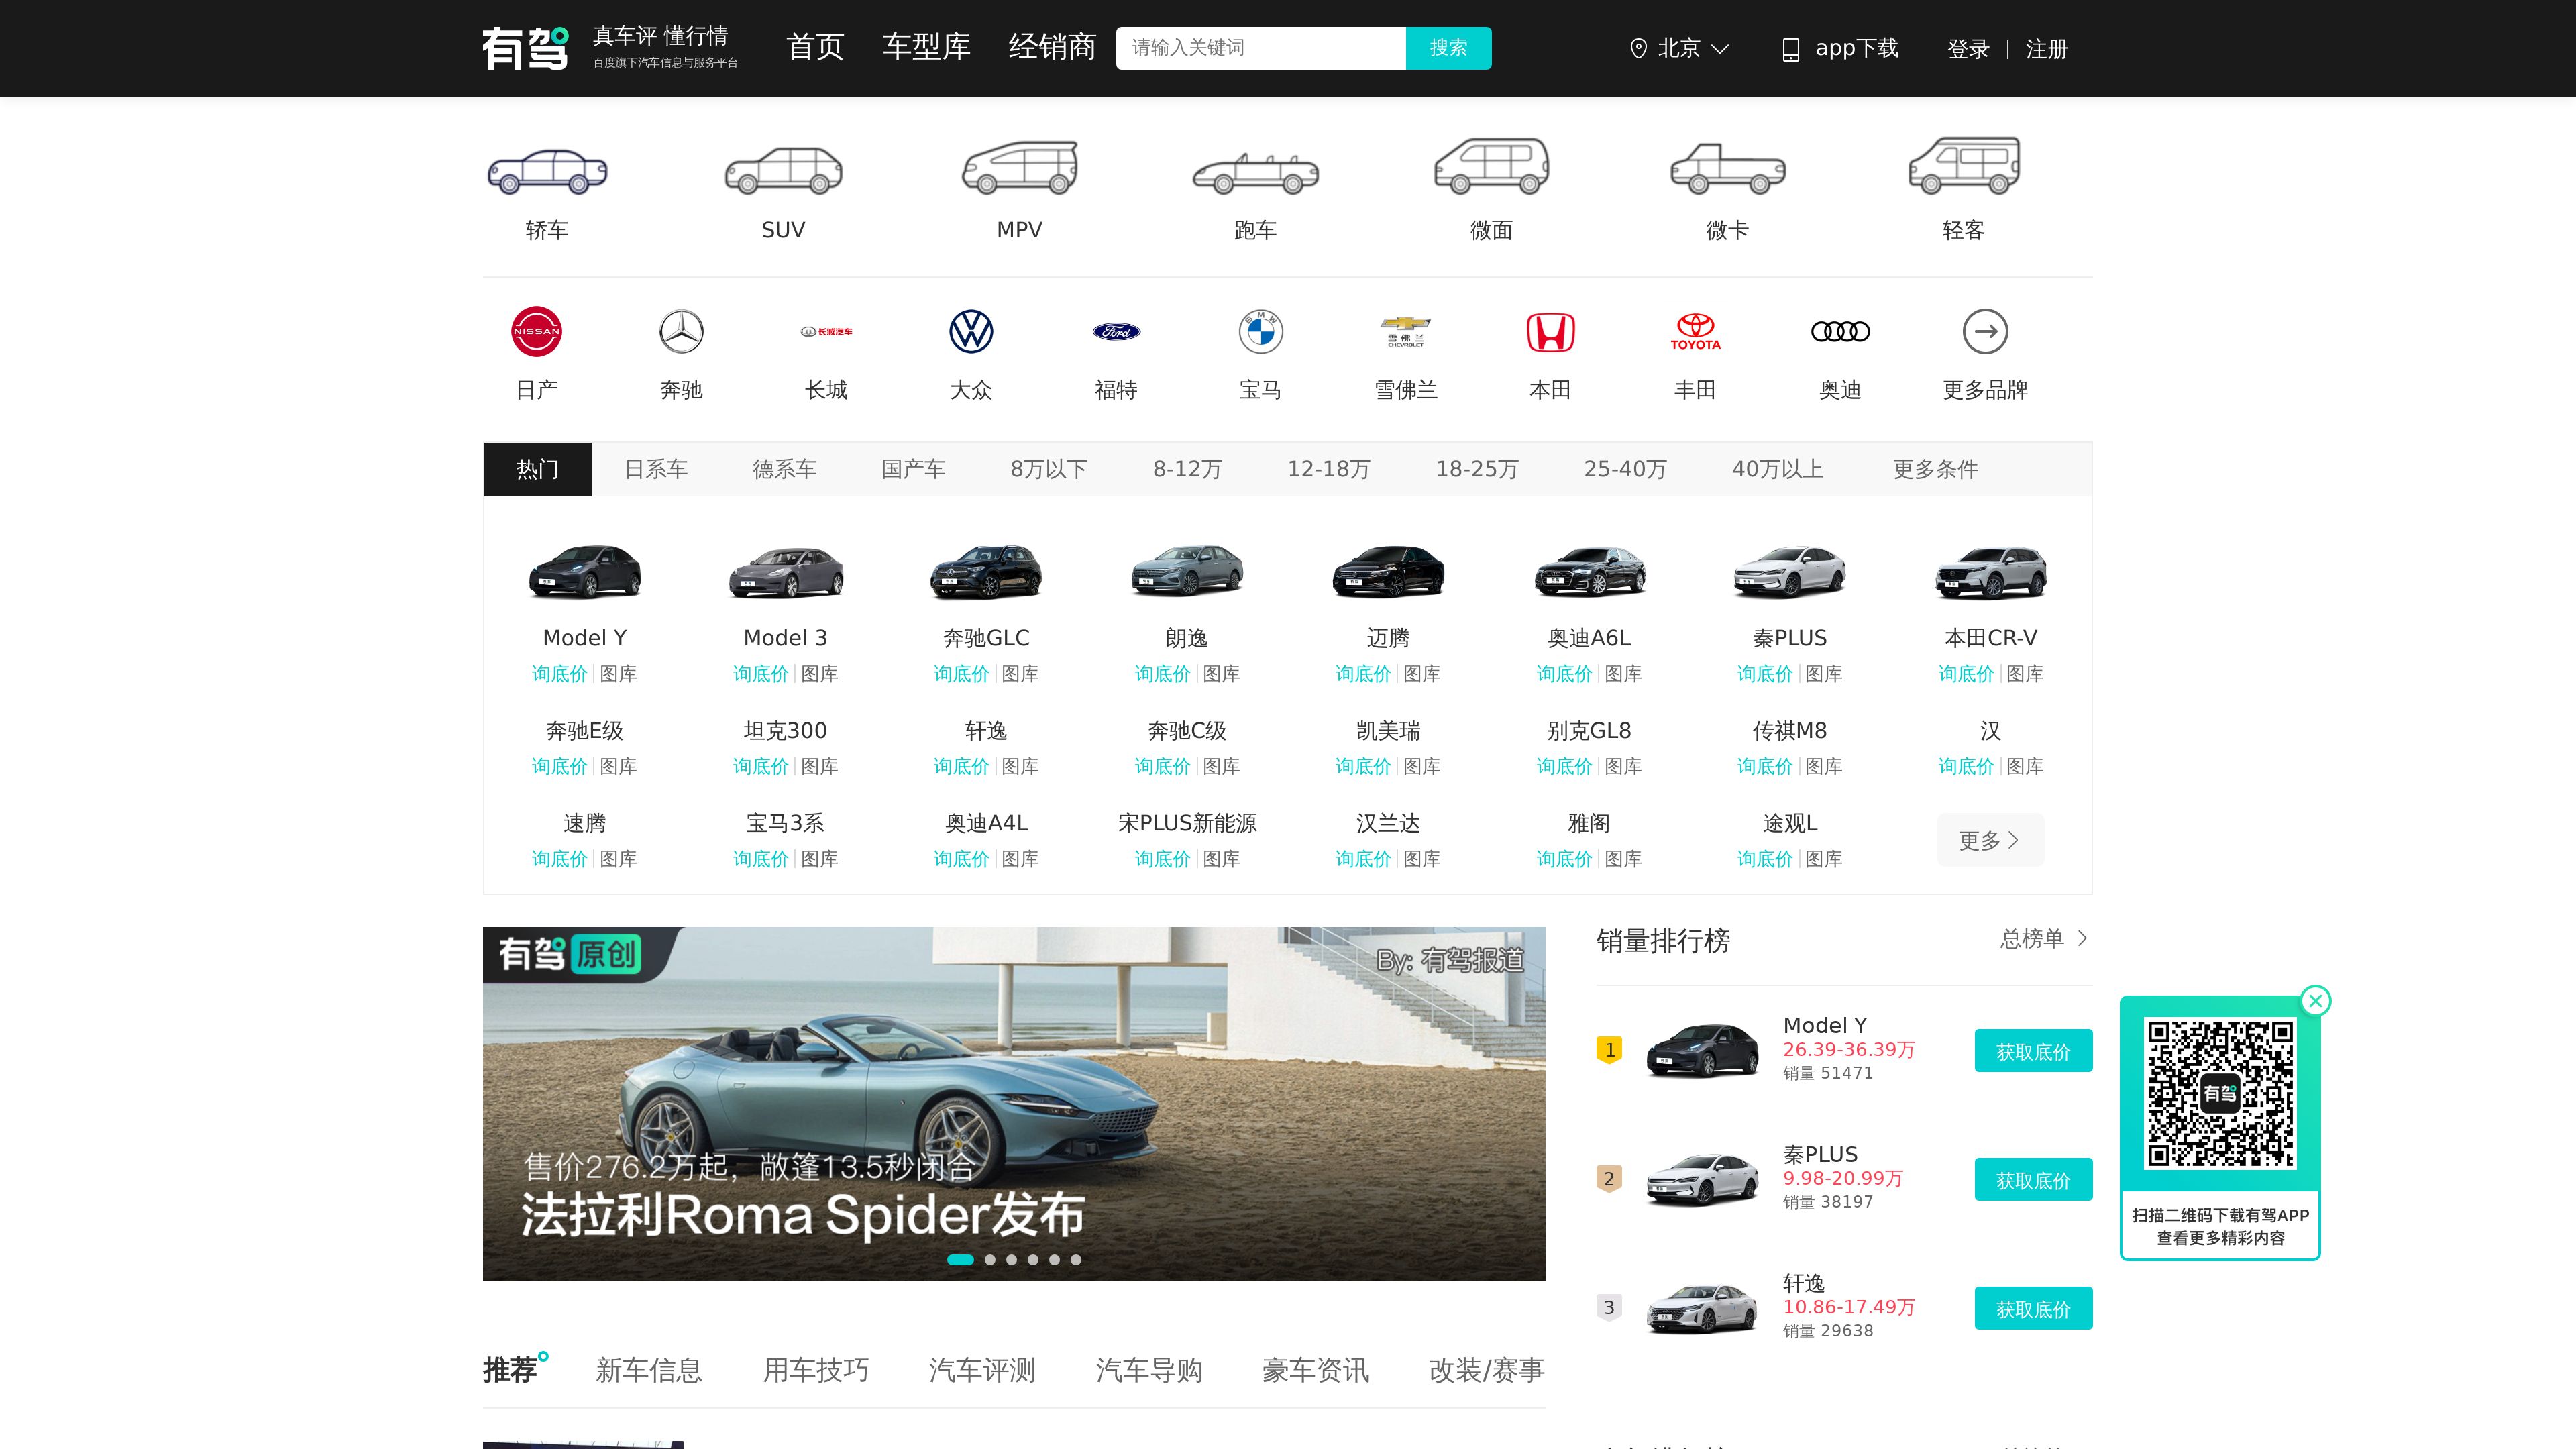 有驾
真车评 懂行情
百度旗下汽车信息与服务平台
首页 车型库 经销商
请输入关键词 搜索
北京 app下载 登录 | 注册
轿车 SUV MPV 跑车 微面 微卡 轻客
NISSAN 长城汽车 Ford BMW 雪佛兰 CHEVROLET TOYOTA
日产 奔驰 长城 大众 福特 宝马 雪佛兰 本田 丰田 奥迪 更多品牌
热门 日系车 德系车 国产车 8万以下 8-12万 12-18万 18-25万 25-40万 40万以上 更多条件
Model Y Model 3 奔驰GLC 朗逸 迈腾 奥迪A6L 秦PLUS 本田CR-V
询底价 图库 询底价 图库 询底价 图库 询底价 图库 询底价 图库 询底价 图库 询底价 图库 询底价 图库
奔驰E级 坦克300 轩逸 奔驰C级 凯美瑞 别克GL8 传祺M8 汉
询底价 图库 询底价 图库 询底价 图库 询底价 图库 询底价 图库 询底价 图库 询底价 图库 询底价 图库
速腾 宝马3系 奥迪A4L 宋PLUS新能源 汉兰达 雅阁 途观L
更多
询底价 图库 询底价 图库 询底价 图库 询底价 图库 询底价 图库 询底价 图库 询底价 图库
有驾 原创
By: 有驾报道
售价276.2万起，敞篷13.5秒闭合
法拉利Roma Spider发布
销量排行榜 总榜单
1
Model Y
26.39-36.39万
销量 51471
获取底价
2
秦PLUS
9.98-20.99万
销量 38197
获取底价
3
轩逸
10.86-17.49万
销量 29638
获取底价
有驾
扫描二维码下载有驾APP
查看更多精彩内容
推荐 新车信息 用车技巧 汽车评测 汽车导购 豪车资讯 改装/赛事